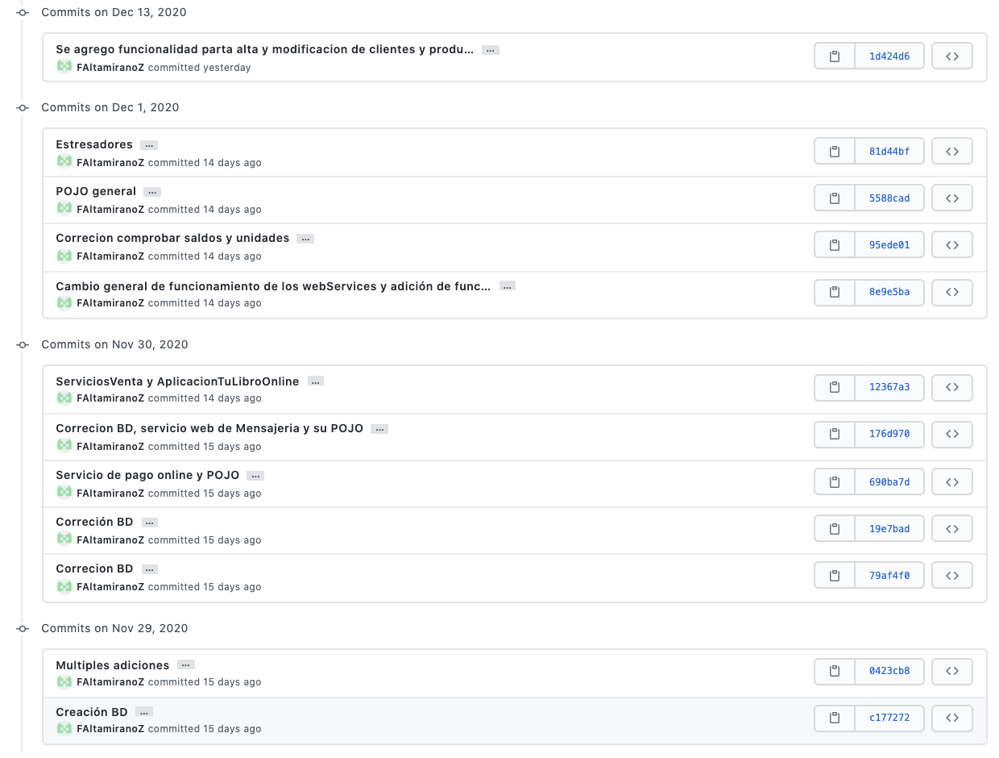 Commits on Dec 13, 2020
Se agrego funcionalidad parta alta y modificacion de clientes y produ... ...
FAltamiranoZ committed yesterday
1d424d6
Commits on Dec 1, 2020
Estresadores ...
FAltamiranoZ committed 14 days ago
81d44bf
POJO general ...
FAltamiranoZ committed 14 days ago
5588cad
Correcion comprobar saldos y unidades ...
FAltamiranoZ committed 14 days ago
95ede01
Cambio general de funcionamiento de los webServices y adición de func... ...
FAltamiranoZ committed 14 days ago
8e9e5ba
Commits on Nov 30, 2020
ServiciosVenta y AplicacionTuLibroOnline ...
FAltamiranoZ committed 14 days ago
12367a3
Correcion BD, servicio web de Mensajeria y su POJO ...
FAltamiranoZ committed 15 days ago
176d970
Servicio de pago online y POJO ...
FAltamiranoZ committed 15 days ago
690ba7d
Correción BD ...
FAltamiranoZ committed 15 days ago
19e7bad
Correcion BD ...
FAltamiranoZ committed 15 days ago
79af4f0
Commits on Nov 29, 2020
Multiples adiciones ...
FAltamiranoZ committed 15 days ago
0423cb8
Creación BD ...
FAltamiranoZ committed 15 days ago
c177272